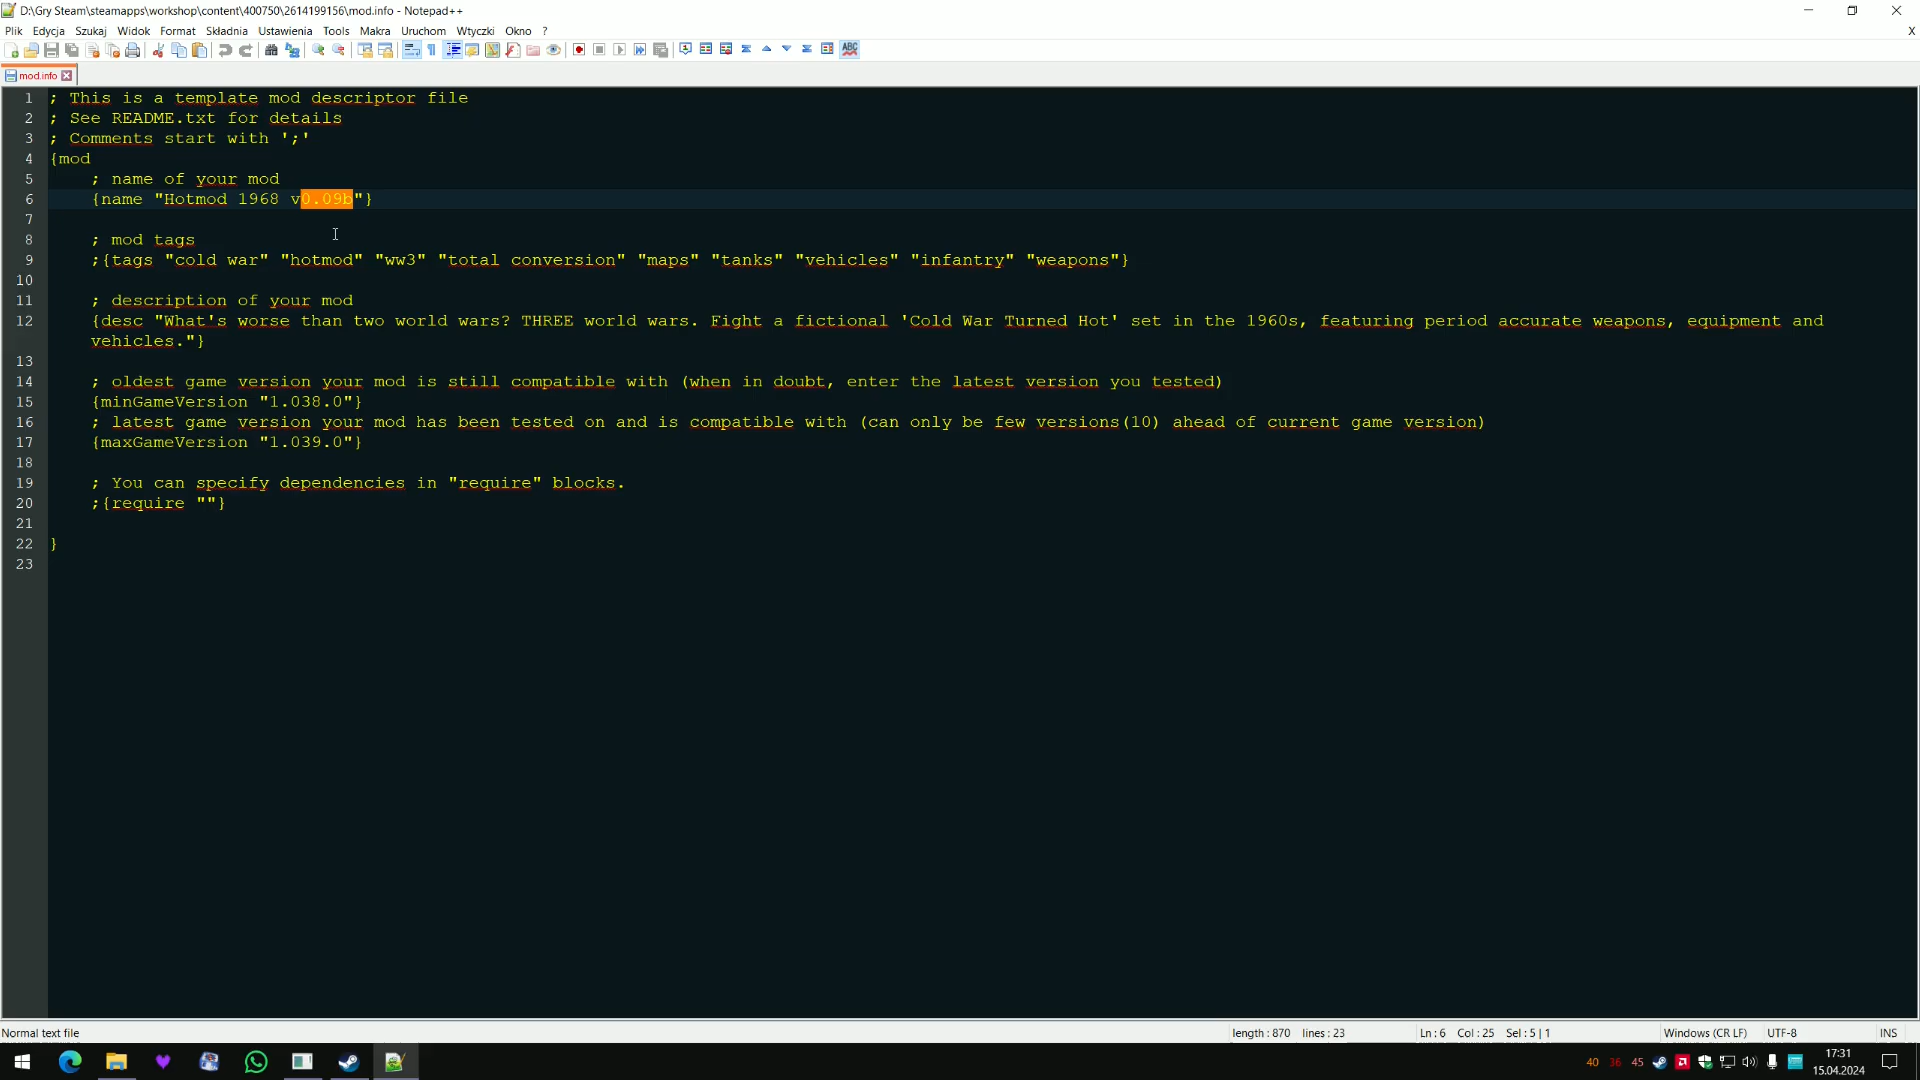 D:\Gry Steam\steamapps\workshop\content\400750\2614199156\mod.info - Notepad++
Plik Edycja Szukaj Widok Format Składnia Ustawienia Tools Makra Uruchom Wtyczki Okno ? X
mod.info
1 ; This is a template mod descriptor file
2 ; See README.txt for details
3 ; Comments start with ';'
4 {mod
5 ; name of your mod
6 {name "Hotmod 1968 v0.09b"}
7
8 ; mod tags
9 ;{tags "cold war" "hotmod" "ww3" "total conversion" "maps" "tanks" "vehicles" "infantry" "weapons"}
10
11 ; description of your mod
12 {desc "What's worse than two world wars? THREE world wars. Fight a fictional 'Cold War Turned Hot' set in the 1960s, featuring period accurate weapons, equipment and
vehicles."}
13
14 ; oldest game version your mod is still compatible with (when in doubt, enter the latest version you tested)
15 {minGameVersion "1.038.0"}
16 ; latest game version your mod has been tested on and is compatible with (can only be few versions(10) ahead of current game version)
17 {maxGameVersion "1.039.0"}
18
19 ; You can specify dependencies in "require" blocks.
20 ;{require ""}
21
22 }
23
Normal text file length : 870 lines : 23 Ln : 6 Col : 25 Sel : 5 | 1 Windows (CR LF) UTF-8 INS
40 36 45 17:31
15.04.2024